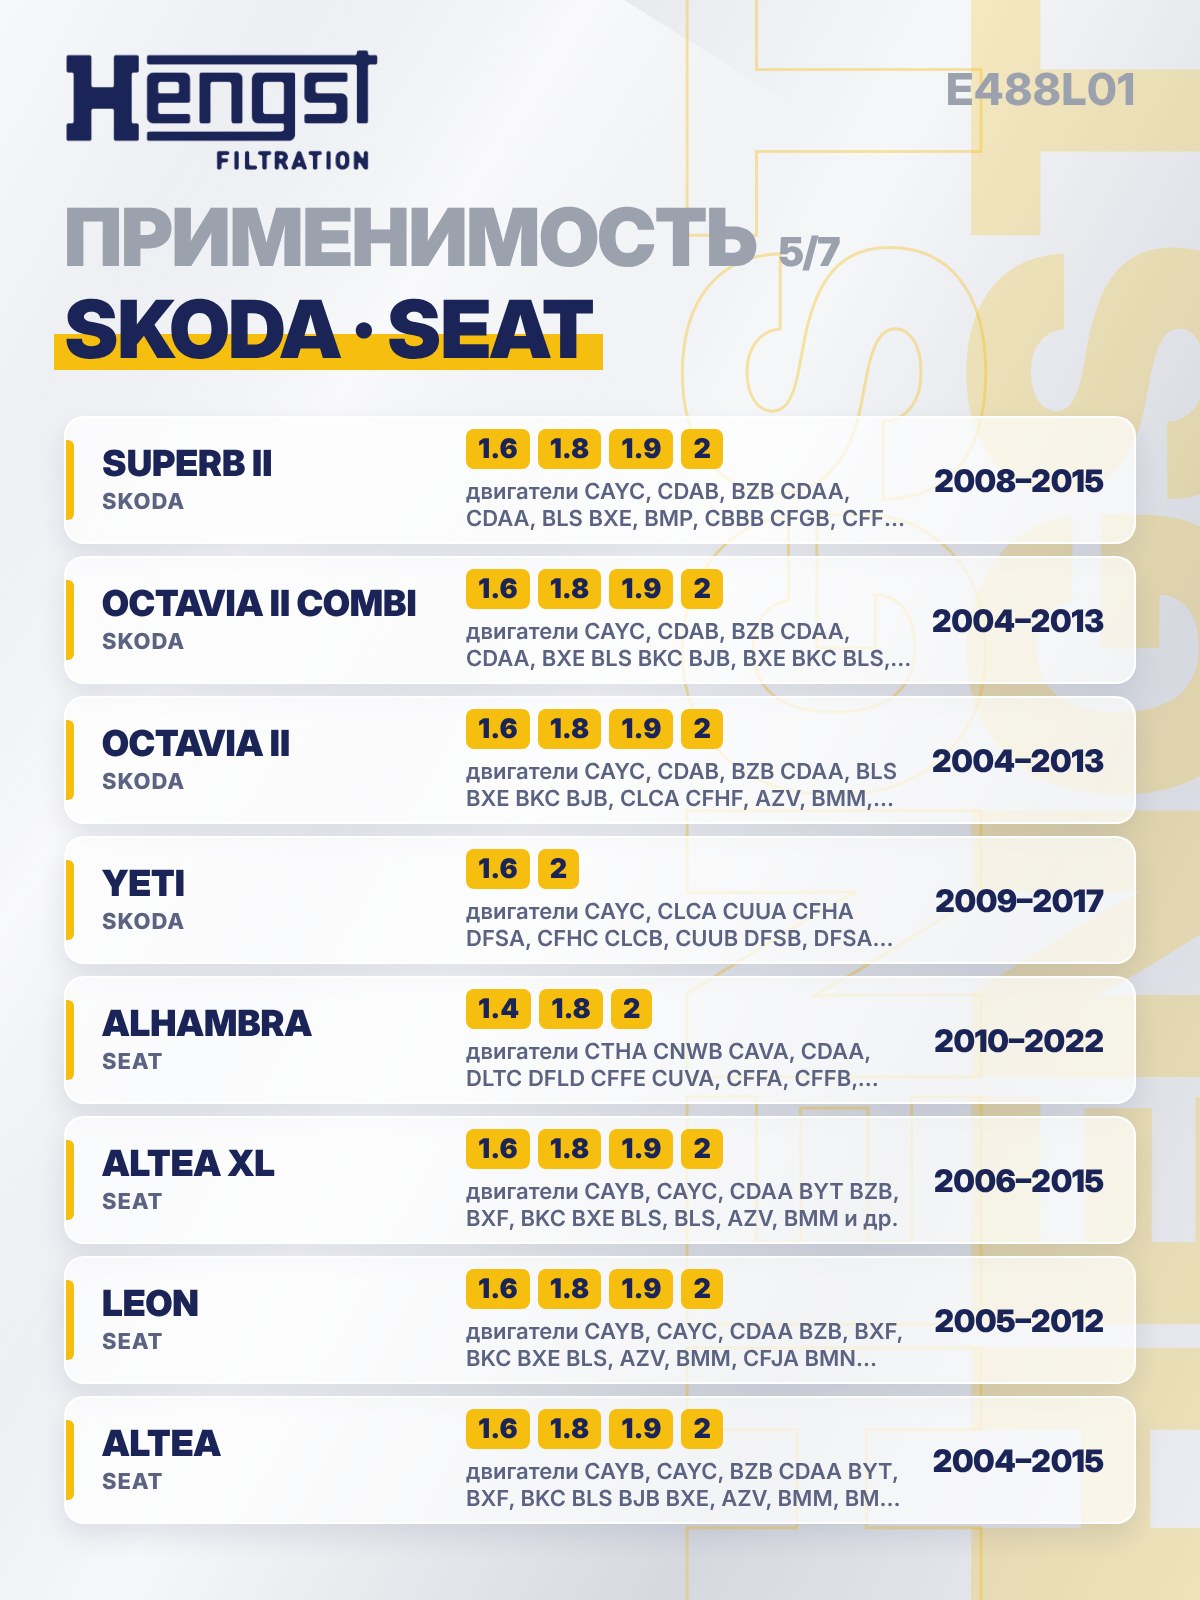 Hengst
FILTRATION
E488L01
ПРИМЕНИМОСТЬ 5/7
SKODA · SEAT
SUPERB II
SKODA
1.6 1.8 1.9 2
двигатели CAYC, CDAB, BZB CDAA,
CDAA, BLS BXE, BMP, CBBB CFGB, CFF...
2008–2015
OCTAVIA II COMBI
SKODA
1.6 1.8 1.9 2
двигатели CAYC, CDAB, BZB CDAA,
CDAA, BXE BLS BKC BJB, BXE BKC BLS,...
2004–2013
OCTAVIA II
SKODA
1.6 1.8 1.9 2
двигатели CAYC, CDAB, BZB CDAA, BLS
BXE BKC BJB, CLCA CFHF, AZV, BMM,...
2004–2013
YETI
SKODA
1.6 2
двигатели CAYC, CLCA CUUA CFHA
DFSA, CFHC CLCB, CUUB DFSB, DFSA...
2009–2017
ALHAMBRA
SEAT
1.4 1.8 2
двигатели CTHA CNWB CAVA, CDAA,
DLTC DFLD CFFE CUVA, CFFA, CFFB,...
2010–2022
ALTEA XL
SEAT
1.6 1.8 1.9 2
двигатели CAYB, CAYC, CDAA BYT BZB,
BXF, BKC BXE BLS, BLS, AZV, BMM и др.
2006–2015
LEON
SEAT
1.6 1.8 1.9 2
двигатели CAYB, CAYC, CDAA BZB, BXF,
BKC BXE BLS, AZV, BMM, CFJA BMN...
2005–2012
ALTEA
SEAT
1.6 1.8 1.9 2
двигатели CAYB, CAYC, BZB CDAA BYT,
BXF, BKC BLS BJB BXE, AZV, BMM, BM...
2004–2015